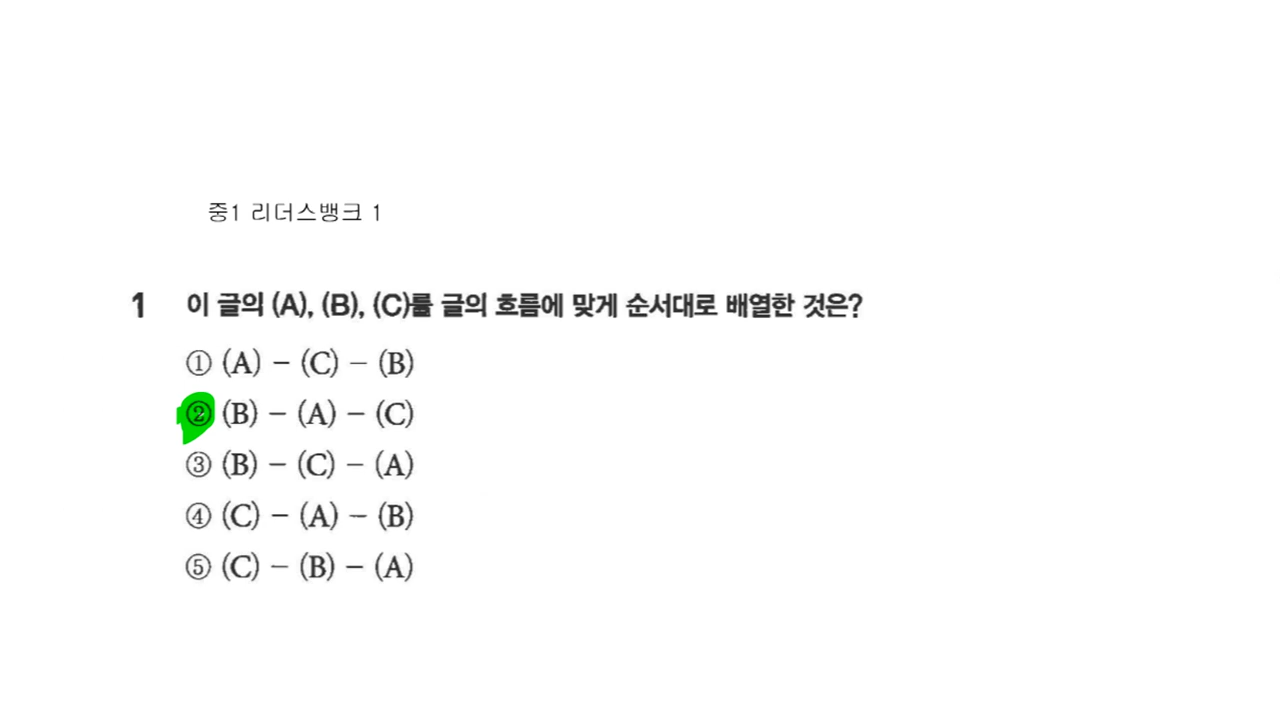 중1 리더스뱅크 1
1 이 글의 (A), (B), (C)를 글의 흐름에 맞게 순서대로 배열한 것은?
① (A) – (C) – (B)
② (B) – (A) – (C)
③ (B) – (C) – (A)
④ (C) – (A) – (B)
⑤ (C) – (B) – (A)